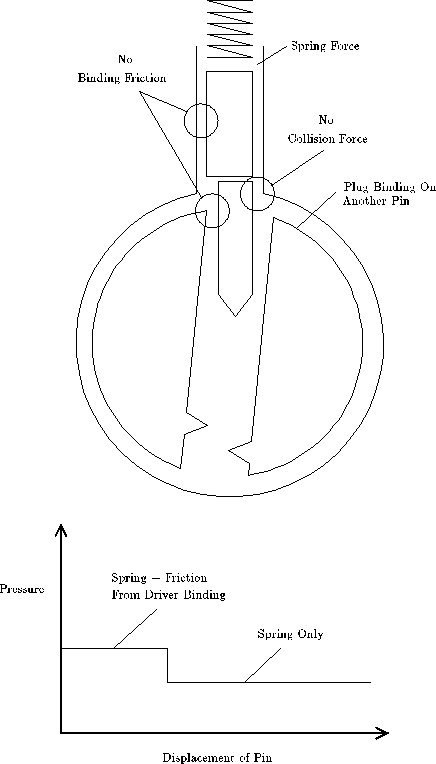 Spring Force
No
Binding Friction
No
Collision Force
Plug Binding On
Another Pin
Pressure
Spring − Friction
From Driver Binding
Spring Only
Displacement of Pin